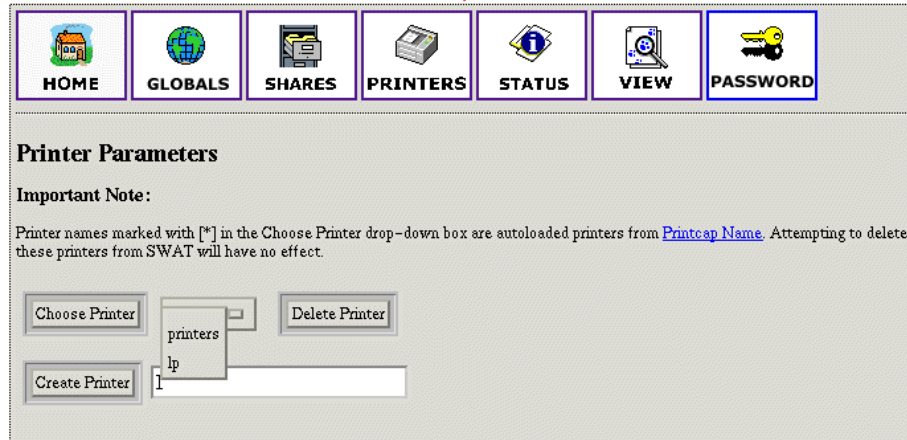 HOME GLOBALS SHARES PRINTERS STATUS VIEW PASSWORD
Printer Parameters
Important Note:
Printer names marked with [*] in the Choose Printer drop-down box are autoloaded printers from Printcap Name. Attempting to delete
these printers from SWAT will have no effect.
Choose Printer
Delete Printer
printers
lp
Create Printer